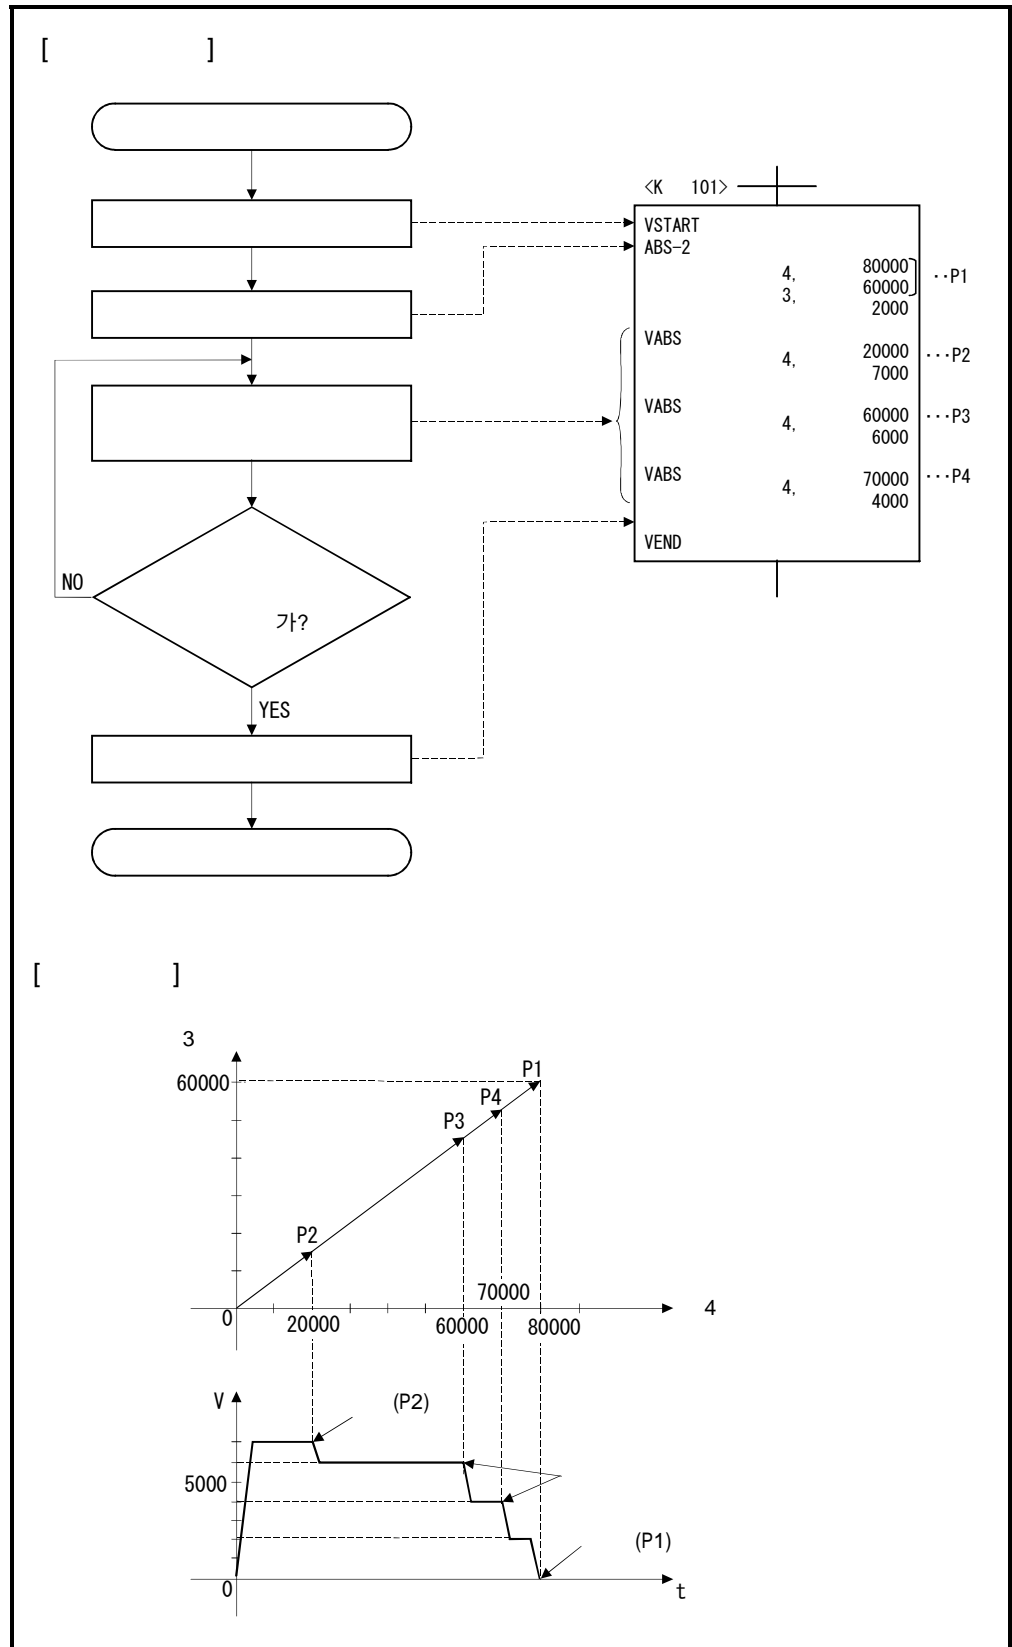 [ ]
<K 101>
VSTART
ABS-2
4, 80000
3, 60000 ··P1
2000
VABS
4, 20000 ···P2
7000
VABS
4, 60000 ···P3
6000
VABS
4, 70000 ···P4
4000
VEND
NO
가?
YES
[ ]
3
60000
P1
P4
P3
P2
70000
0
20000
60000
80000
4
V
(P2)
5000
(P1)
0
t